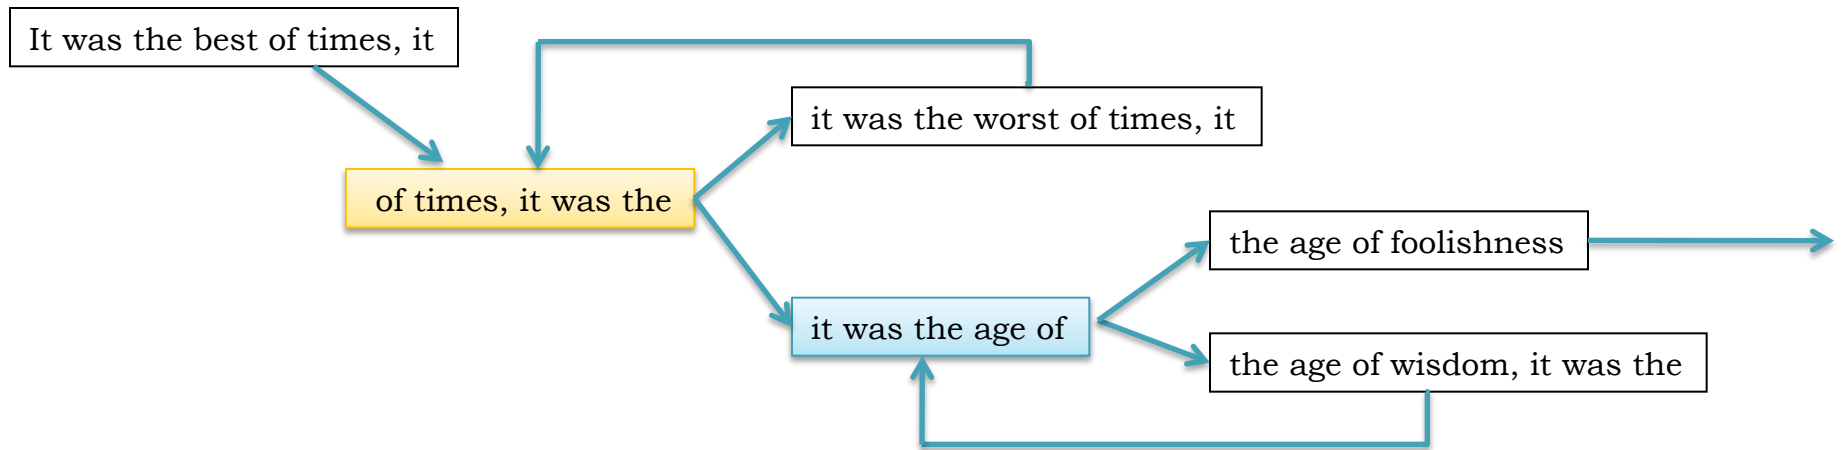 It was the best of times, it
it was the worst of times, it
of times, it was the
the age of foolishness
it was the age of
the age of wisdom, it was the